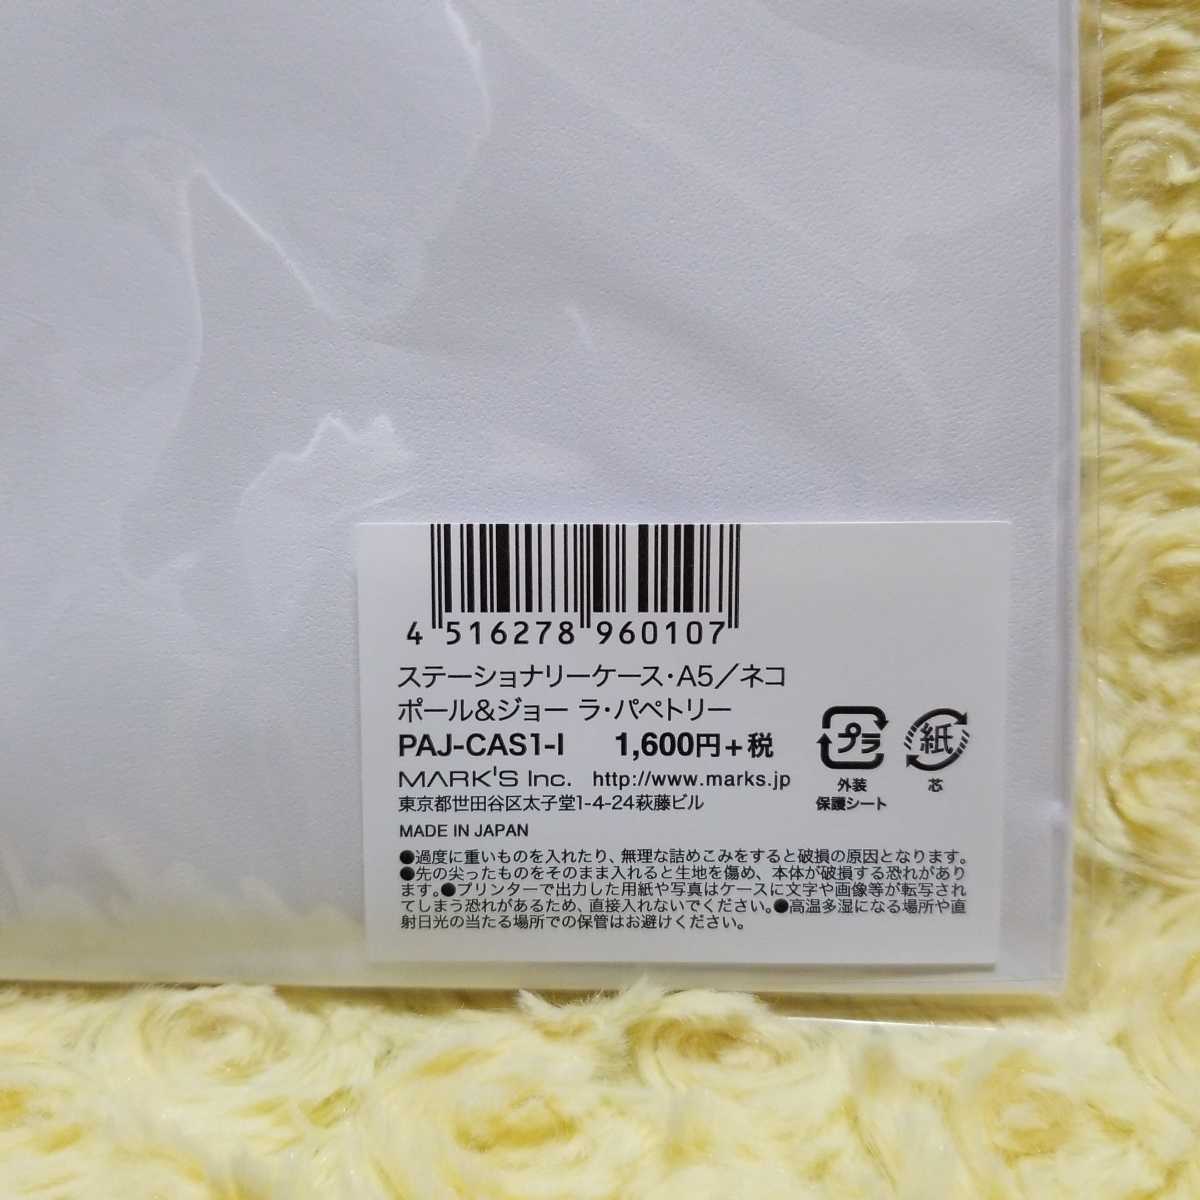 4 516278 960107
ステーショナリーケース・A5／ネコ
ポール&ジョー ラ・パペトリー
PAJ-CAS1-I 1,600円+税
MARK'S Inc. http://www.marks.jp
東京都世田谷区太子堂1-4-24萩藤ビル
MADE IN JAPAN
プラ
外装
保護シート
紙
芯
●過度に重いものを入れたり、無理な詰めこみをすると破損の原因となります。
●先の尖ったものをそのまま入れると生地を傷め、本体が破損する恐れがあり
ます。●プリンターで出力した用紙や写真はケースに文字や画像等が転写され
てしまう恐れがあるため、直接入れないでください。●高温多湿になる場所や直
射日光の当たる場所での保管はお避けください。